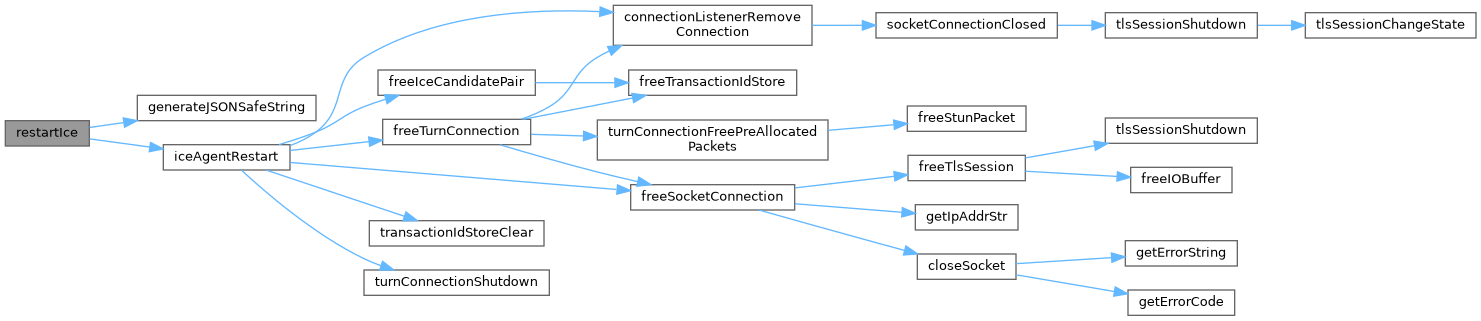 restartIce
generateJSONSafeString
iceAgentRestart
connectionListenerRemove
Connection
freeIceCandidatePair
freeTurnConnection
freeSocketConnection
transactionIdStoreClear
turnConnectionShutdown
socketConnectionClosed
tlsSessionShutdown
tlsSessionChangeState
freeTransactionIdStore
turnConnectionFreePreAllocated
Packets
freeStunPacket
freeTlsSession
getIpAddrStr
closeSocket
tlsSessionShutdown
freeIOBuffer
getErrorString
getErrorCode